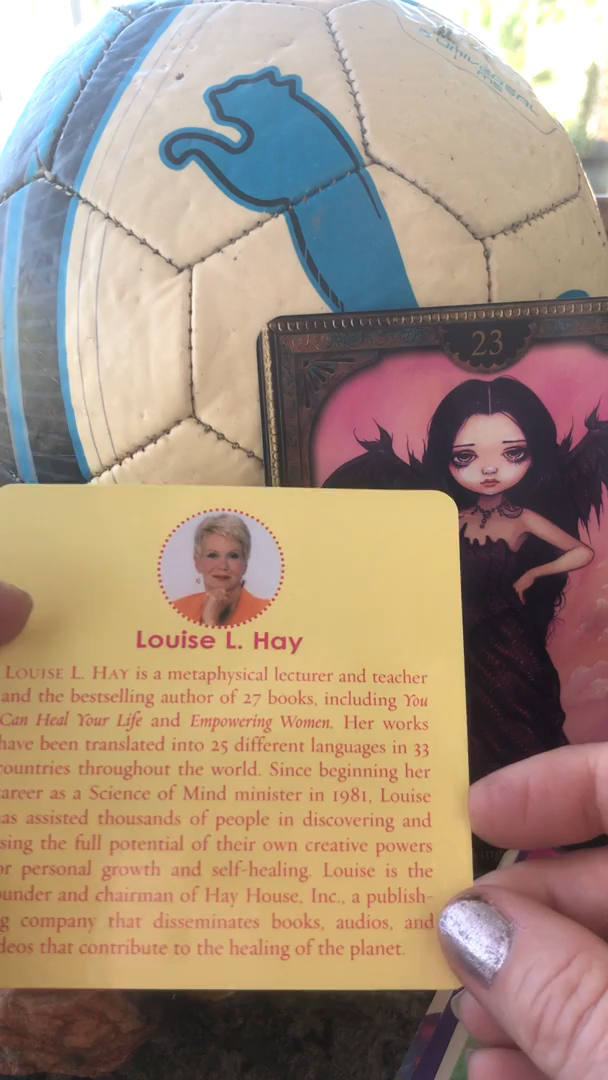 UNIVERSAL
23
Louise L. Hay
LOUISE L. HAY is a metaphysical lecturer and teacher
and the bestselling author of 27 books, including You
Can Heal Your Life and Empowering Women. Her works
have been translated into 25 different languages in 33
countries throughout the world. Since beginning her
career as a Science of Mind minister in 1981, Louise
has assisted thousands of people in discovering and
sing the full potential of their own creative powers
or personal growth and self-healing. Louise is the
ounder and chairman of Hay House, Inc., a publish-
g company that disseminates books, audios, and
deos that contribute to the healing of the planet.